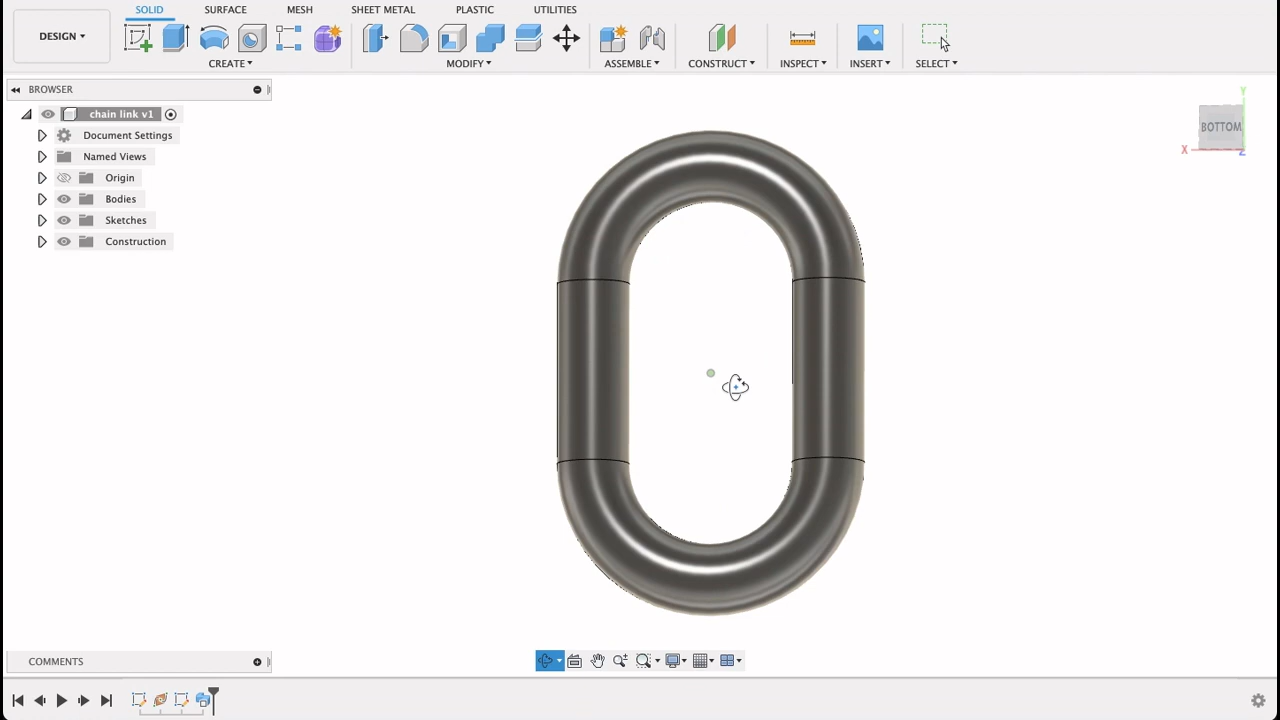 SOLID SURFACE MESH SHEET METAL PLASTIC UTILITIES
DESIGN
CREATE MODIFY ASSEMBLE CONSTRUCT INSPECT INSERT SELECT
BROWSER
chain link v1
Document Settings
Named Views
Origin
Bodies
Sketches
Construction
Y
BOTTOM
X
Z
COMMENTS